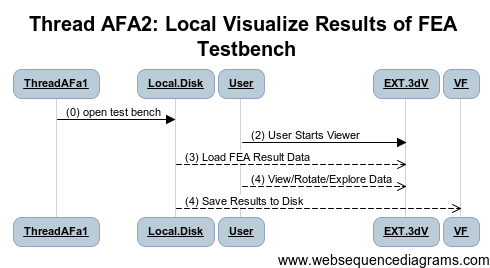 Thread AFA2: Local Visualize Results of FEA
Testbench
ThreadAFa1 Local.Disk User EXT.3dV VF
(0) open test bench
(2) User Starts Viewer
(3) Load FEA Result Data
(4) View/Rotate/Explore Data
(4) Save Results to Disk
ThreadAFa1 Local.Disk User EXT.3dV VF
www.websequencediagrams.com